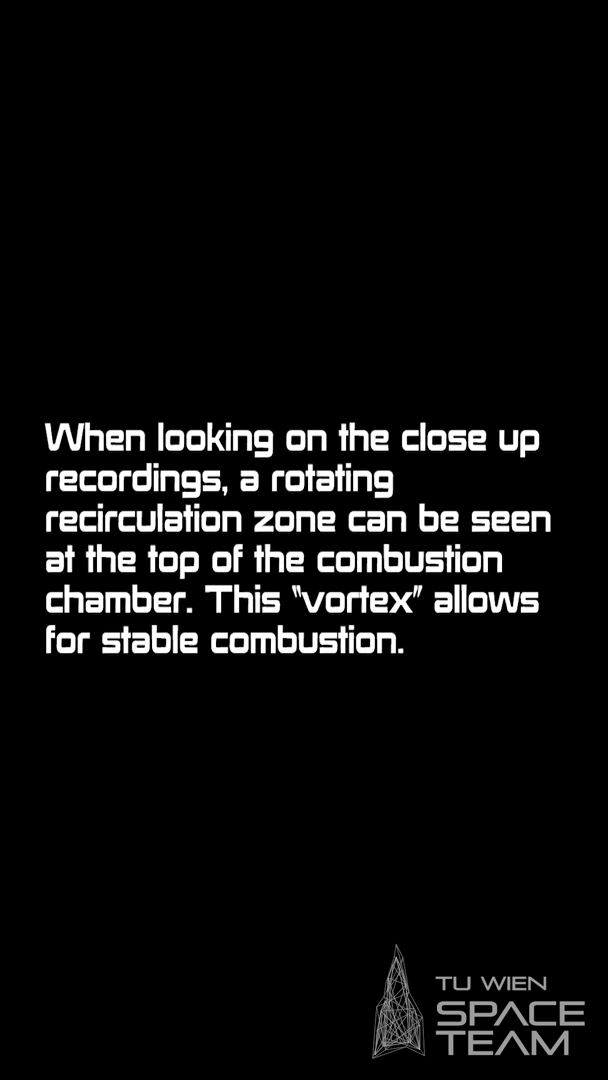 When looking on the close up
recordings, a rotating
recirculation zone can be seen
at the top of the combustion
chamber. This "vortex" allows
for stable combustion.
TU WIEN
SPACE
TEAM